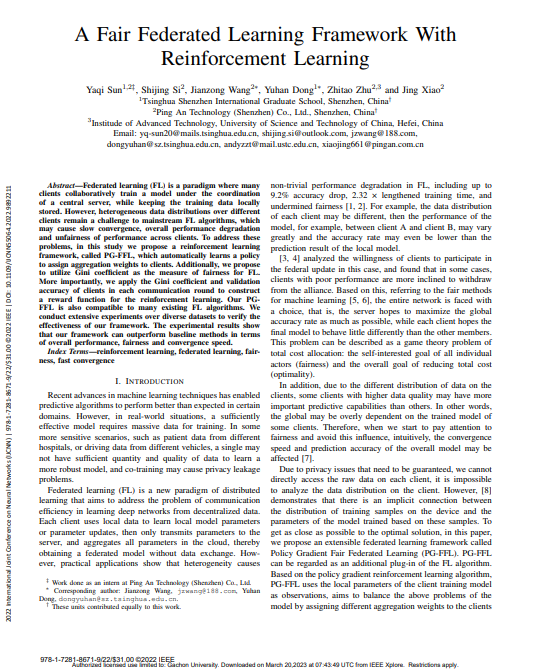 A Fair Federated Learning Framework With
Reinforcement Learning
Yaqi Sun1,2‡, Shijing Si2, Jianzong Wang2*, Yuhan Dong1*, Zhitao Zhu2,3 and Jing Xiao2
1Tsinghua Shenzhen International Graduate School, Shenzhen, China†
2Ping An Technology (Shenzhen) Co., Ltd., Shenzhen, China†
3Institude of Advanced Technology, University of Science and Technology of China, Hefei, China
Email: yq-sun20@mails.tsinghua.edu.cn, shijing.si@outlook.com, jzwang@188.com,
dongyuhan@sz.tsinghua.edu.cn, andyzzt@mail.ustc.edu.cn, xiaojing661@pingan.com.cn
Abstract—Federated learning (FL) is a paradigm where many
clients collaboratively train a model under the coordination
of a central server, while keeping the training data locally
stored. However, heterogeneous data distributions over different
clients remain a challenge to mainstream FL algorithms, which
may cause slow convergence, overall performance degradation
and unfairness of performance across clients. To address these
problems, in this study we propose a reinforcement learning
framework, called PG-FFL, which automatically learns a policy
to assign aggregation weights to clients. Additionally, we propose
to utilize Gini coefficient as the measure of fairness for FL.
More importantly, we apply the Gini coefficient and validation
accuracy of clients in each communication round to construct
a reward function for the reinforcement learning. Our PG-
FFL is also compatible to many existing FL algorithms. We
conduct extensive experiments over diverse datasets to verify the
effectiveness of our framework. The experimental results show
that our framework can outperform baseline methods in terms
of overall performance, fairness and convergence speed.
Index Terms—reinforcement learning, federated learning, fair-
ness, fast convergence
I. INTRODUCTION
Recent advances in machine learning techniques has enabled
predictive algorithms to perform better than expected in certain
domains. However, in real-world situations, a sufficiently
effective model requires massive data for training. In some
more sensitive scenarios, such as patient data from different
hospitals, or driving data from different vehicles, a single may
not have sufficient quantity and quality of data to learn a
more robust model, and co-training may cause privacy leakage
problems.
Federated learning (FL) is a new paradigm of distributed
learning that aims to address the problem of communication
efficiency in learning deep networks from decentralized data.
Each client uses local data to learn local model parameters
or parameter updates, then only transmits parameters to the
server, and aggregates all parameters in the cloud, thereby
obtaining a federated model without data exchange. How-
ever, practical applications show that heterogeneity causes
‡ Work done as an intern at Ping An Technology (Shenzhen) Co., Ltd.
* Corresponding author: Jianzong Wang, jzwang@188.com, Yuhan
Dong, dongyuhan@sz.tsinghua.edu.cn.
† These units contributed equally to this work.
non-trivial performance degradation in FL, including up to
9.2% accuracy drop, 2.32 × lengthened training time, and
undermined fairness [1, 2]. For example, the data distribution
of each client may be different, then the performance of the
model, for example, between client A and client B, may vary
greatly and the accuracy rate may even be lower than the
prediction result of the local model.
[3, 4] analyzed the willingness of clients to participate in
the federal update in this case, and found that in some cases,
clients with poor performance are more inclined to withdraw
from the alliance. Based on this, referring to the fair methods
for machine learning [5, 6], the entire network is faced with
a choice, that is, the server hopes to maximize the global
accuracy rate as much as possible, while each client hopes the
final model to behave little differently than the other members.
This problem can be described as a game theory problem of
total cost allocation: the self-interested goal of all individual
actors (fairness) and the overall goal of reducing total cost
(optimality).
In addition, due to the different distribution of data on the
clients, some clients with higher data quality may have more
important predictive capabilities than others. In other words,
the global may be overly dependent on the trained model of
some clients. Therefore, when we start to pay attention to
fairness and avoid this influence, intuitively, the convergence
speed and prediction accuracy of the overall model may be
affected [7].
Due to privacy issues that need to be guaranteed, we cannot
directly access the raw data on each client, it is impossible
to analyze the data distribution on the client. However, [8]
demonstrates that there is an implicit connection between
the distribution of training samples on the device and the
parameters of the model trained based on these samples. To
get as close as possible to the optimal solution, in this paper,
we propose an extensible federated learning framework called
Policy Gradient Fair Federated Learning (PG-FFL). PG-FFL
can be regarded as an additional plug-in of the FL algorithm.
Based on the policy gradient reinforcement learning algorithm,
PG-FFL uses the local parameters of the client training model
as observations, aims to balance the above problems of the
model by assigning different aggregation weights to the clients
2022 International Joint Conference on Neural Networks (IJCNN) | 978-1-7281-8671-9/22/$31.00 ©2022 IEEE | DOI: 10.1109/IJCNN55064.2022.9892211
978-1-7281-8671-9/22/$31.00 ©2022 IEEE
Authorized licensed use limited to: Gachon University. Downloaded on March 20,2023 at 07:43:49 UTC from IEEE Xplore. Restrictions apply.